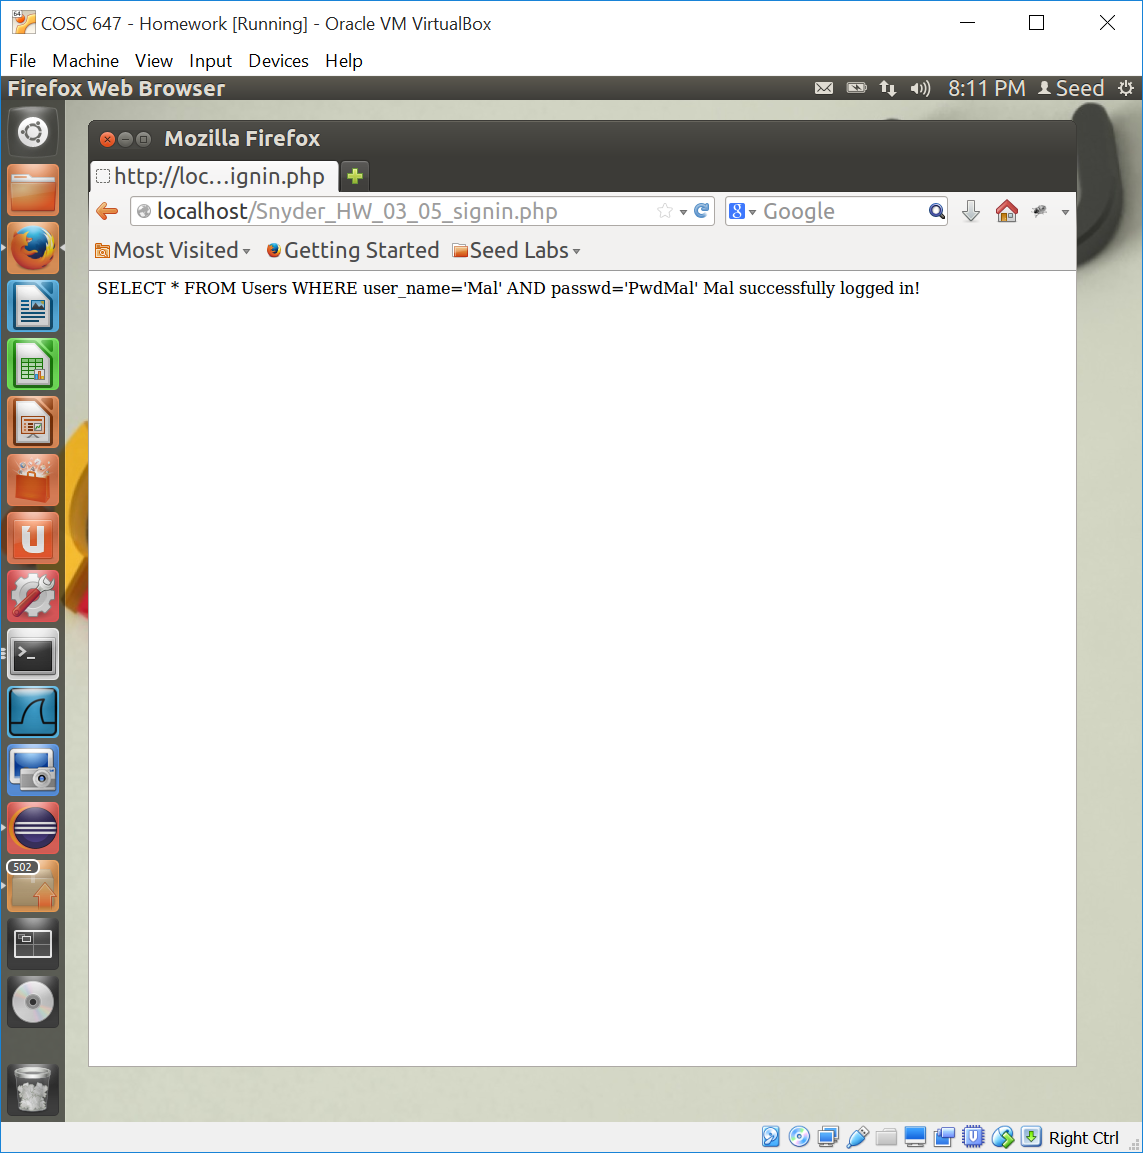 COSC 647 - Homework [Running] - Oracle VM VirtualBox
File Machine View Input Devices Help
Firefox Web Browser 8:11 PM Seed
Mozilla Firefox
http://loc...ignin.php
localhost/Snyder_HW_03_05_signin.php Google
Most Visited Getting Started Seed Labs
SELECT * FROM Users WHERE user_name='Mal' AND passwd='PwdMal' Mal successfully logged in!
502
Right Ctrl